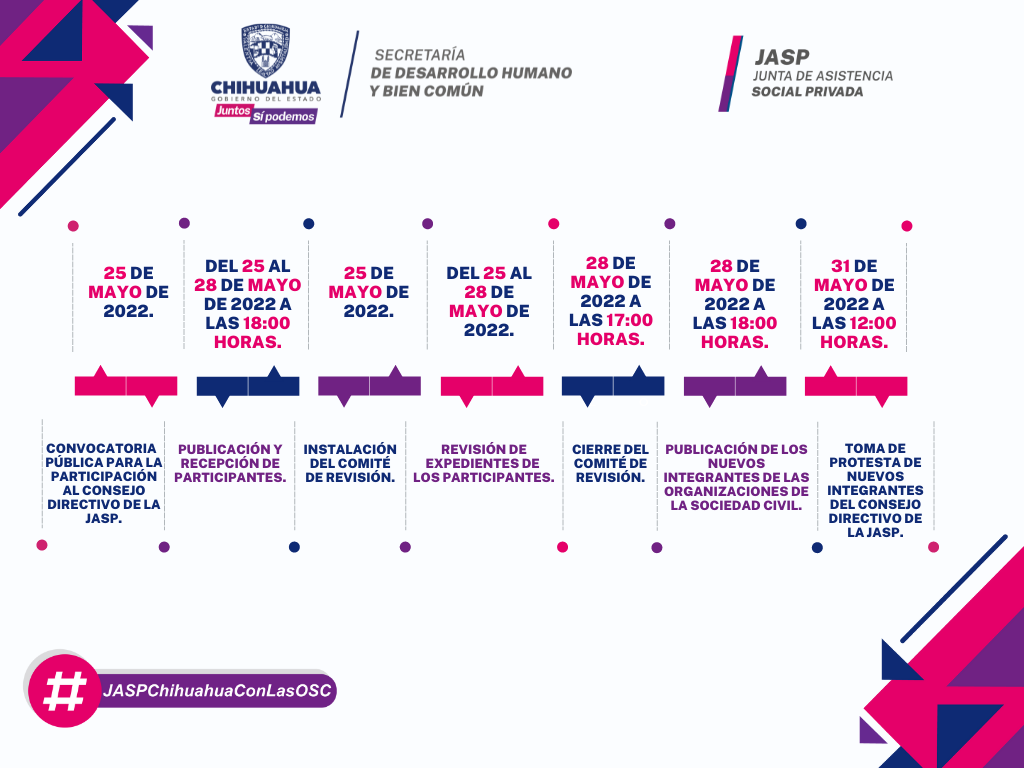 CHIHUAHUA
GOBIERNO DEL ESTADO
Juntos
Sí podemos
SECRETARÍA
DE DESARROLLO HUMANO
Y BIEN COMÚN
JASP
JUNTA DE ASISTENCIA
SOCIAL PRIVADA
25 DE
MAYO DE
2022.
DEL 25 AL
28 DE MAYO
DE 2022 A
LAS 18:00
HORAS.
25 DE
MAYO DE
2022.
DEL 25 AL
28 DE
MAYO DE
2022.
28 DE
MAYO DE
2022 A
LAS 17:00
HORAS.
28 DE
MAYO DE
2022 A
LAS 18:00
HORAS.
31 DE
MAYO DE
2022 A
LAS 12:00
HORAS.
CONVOCATORIA
PÚBLICA PARA LA
PARTICIPACIÓN
AL CONSEJO
DIRECTIVO DE LA
JASP.
PUBLICACIÓN Y
RECEPCIÓN DE
PARTICIPANTES.
INSTALACIÓN
DEL COMITÉ
DE REVISIÓN.
REVISIÓN DE
EXPEDIENTES DE
LOS PARTICIPANTES.
CIERRE DEL
COMITÉ DE
REVISIÓN.
PUBLICACIÓN DE LOS
NUEVOS
INTEGRANTES DE LAS
ORGANIZACIONES DE
LA SOCIEDAD CIVIL.
TOMA DE
PROTESTA DE
NUEVOS
INTEGRANTES
DEL CONSEJO
DIRECTIVO DE
LA JASP.
#JASPChihuahuaConLasOSC